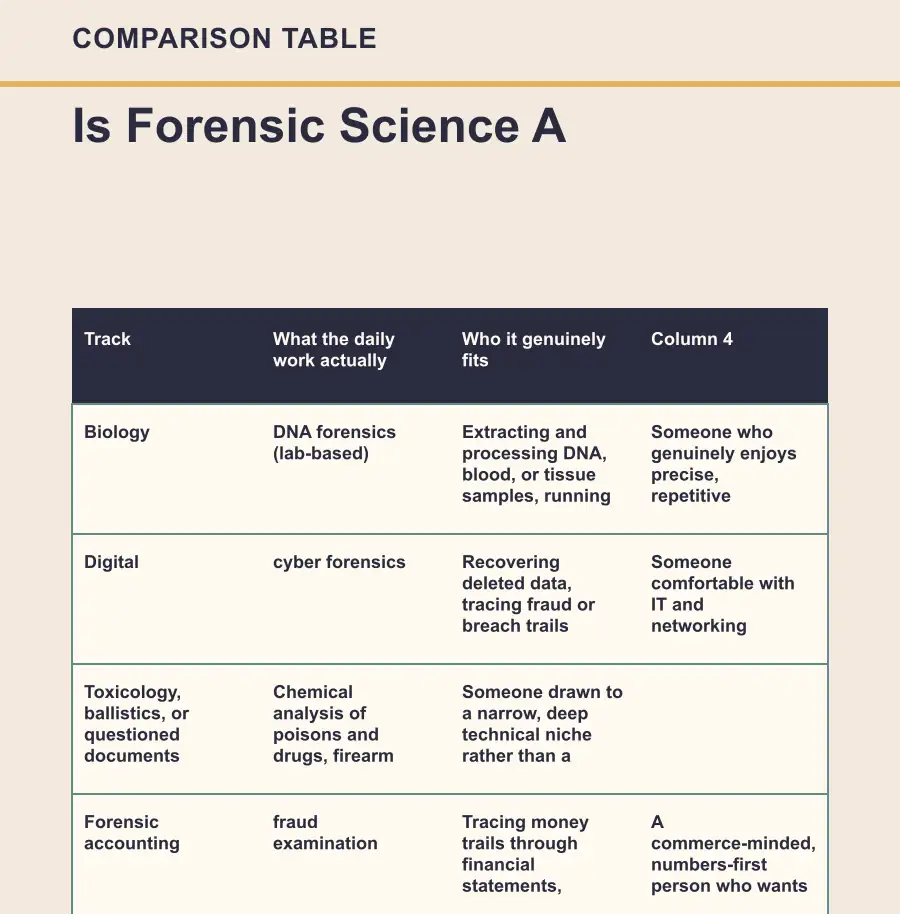 COMPARISON TABLE
Is Forensic Science A
Track
What the daily
work actually
Who it genuinely
fits
Column 4
Biology
DNA forensics
(lab-based)
Extracting and
processing DNA,
blood, or tissue
samples, running
Someone who
genuinely enjoys
precise,
repetitive
Digital
cyber forensics
Recovering
deleted data,
tracing fraud or
breach trails
Someone
comfortable with
IT and
networking
Toxicology,
ballistics, or
questioned
documents
Chemical
analysis of
poisons and
drugs, firearm
Someone drawn to
a narrow, deep
technical niche
rather than a
Forensic
accounting
fraud
examination
Tracing money
trails through
financial
statements,
A
commerce-minded,
numbers-first
person who wants